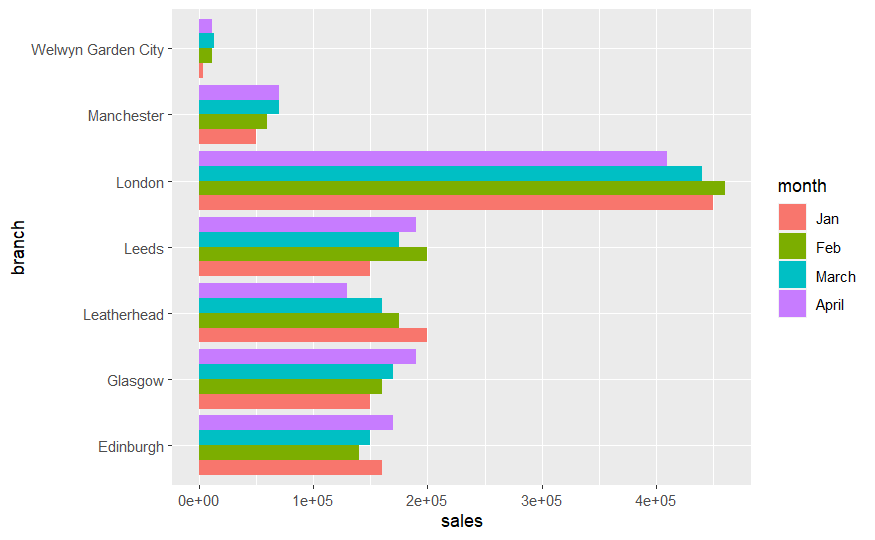 Welwyn Garden City
Manchester
London
Leeds
Leatherhead
Glasgow
Edinburgh
branch
0e+00 1e+05 2e+05 3e+05 4e+05
sales
month
Jan
Feb
March
April